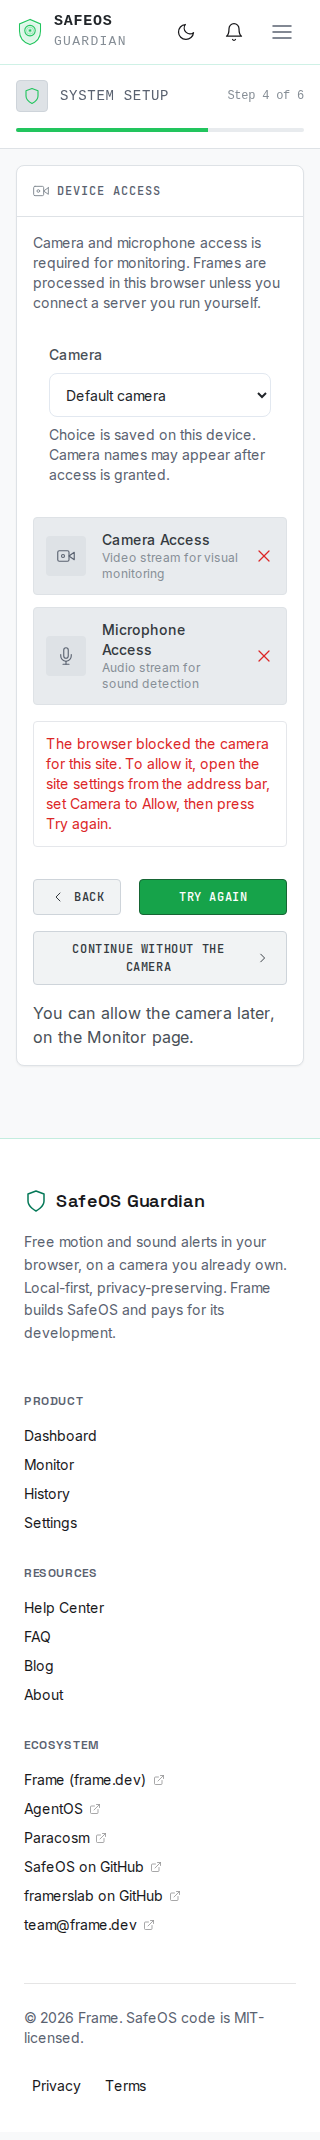 SAFEOS
GUARDIAN
SYSTEM SETUP
Step 4 of 6
DEVICE ACCESS
Camera and microphone access is
required for monitoring. Frames are
processed in this browser unless you
connect a server you run yourself.
Camera
Default camera
Choice is saved on this device.
Camera names may appear after
access is granted.
Camera Access
Video stream for visual
monitoring
Microphone
Access
Audio stream for
sound detection
The browser blocked the camera
for this site. To allow it, open the
site settings from the address bar,
set Camera to Allow, then press
Try again.
BACK
TRY AGAIN
CONTINUE WITHOUT THE
CAMERA
You can allow the camera later,
on the Monitor page.
SafeOS Guardian
Free motion and sound alerts in your
browser, on a camera you already own.
Local-first, privacy-preserving. Frame
builds SafeOS and pays for its
development.
PRODUCT
Dashboard
Monitor
History
Settings
RESOURCES
Help Center
FAQ
Blog
About
ECOSYSTEM
Frame (frame.dev)
AgentOS
Paracosm
SafeOS on GitHub
framerslab on GitHub
team@frame.dev
© 2026 Frame. SafeOS code is MIT-
licensed.
Privacy
Terms